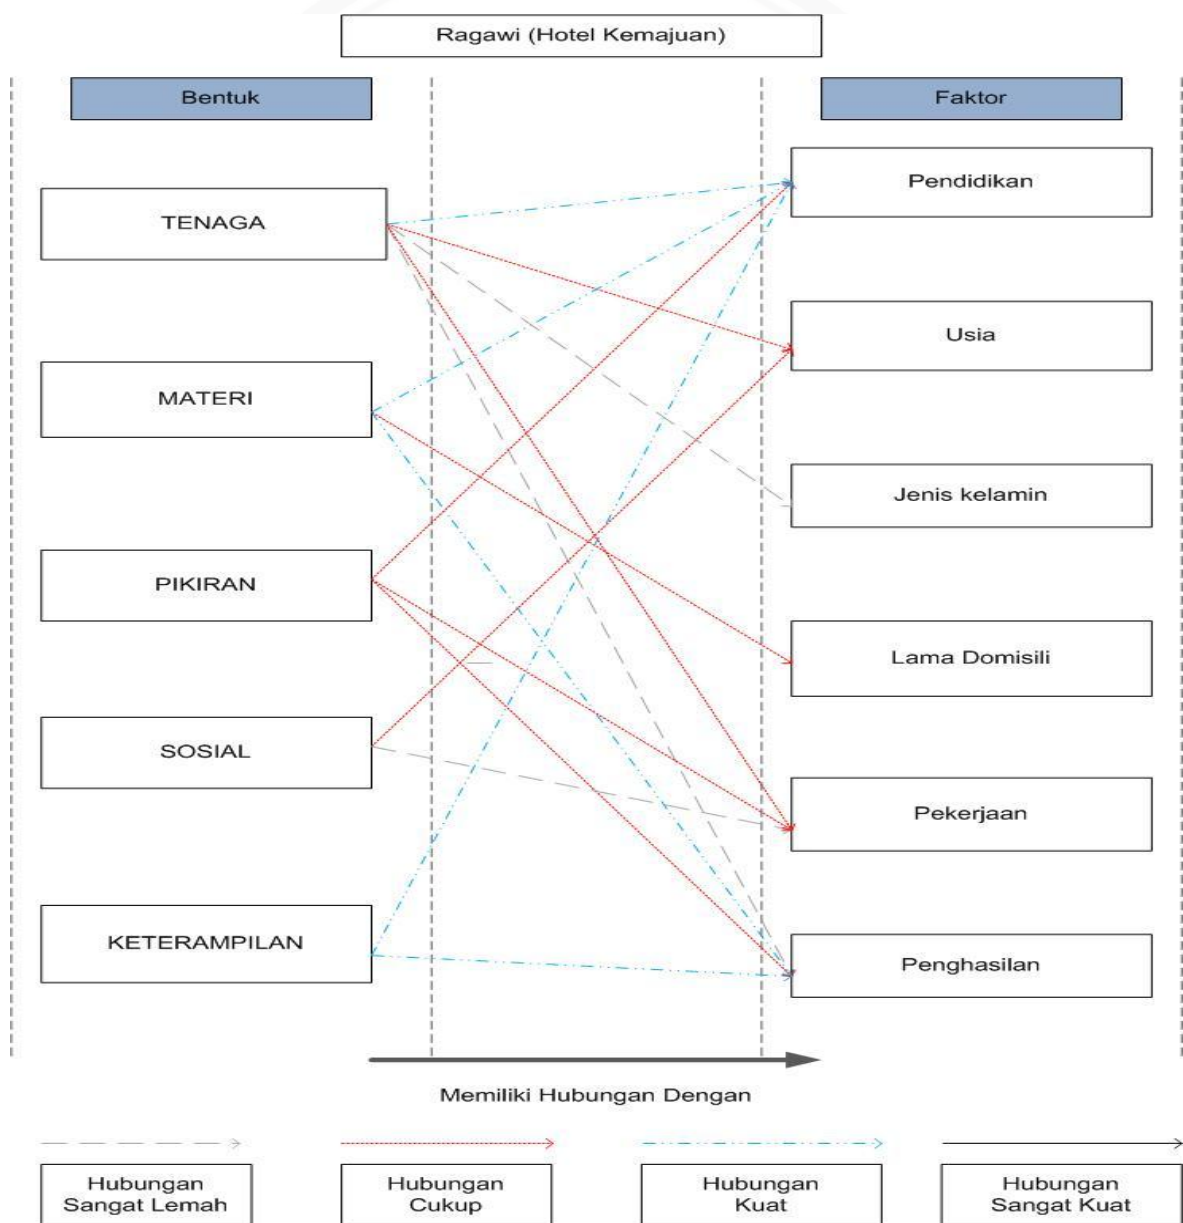 Ragawi (Hotel Kemajuan)
Bentuk
Faktor
TENAGA
MATERI
PIKIRAN
SOSIAL
KETERAMPILAN
Pendidikan
Usia
Jenis kelamin
Lama Domisili
Pekerjaan
Penghasilan
Memiliki Hubungan Dengan
Hubungan
Sangat Lemah
Hubungan
Cukup
Hubungan
Kuat
Hubungan
Sangat Kuat